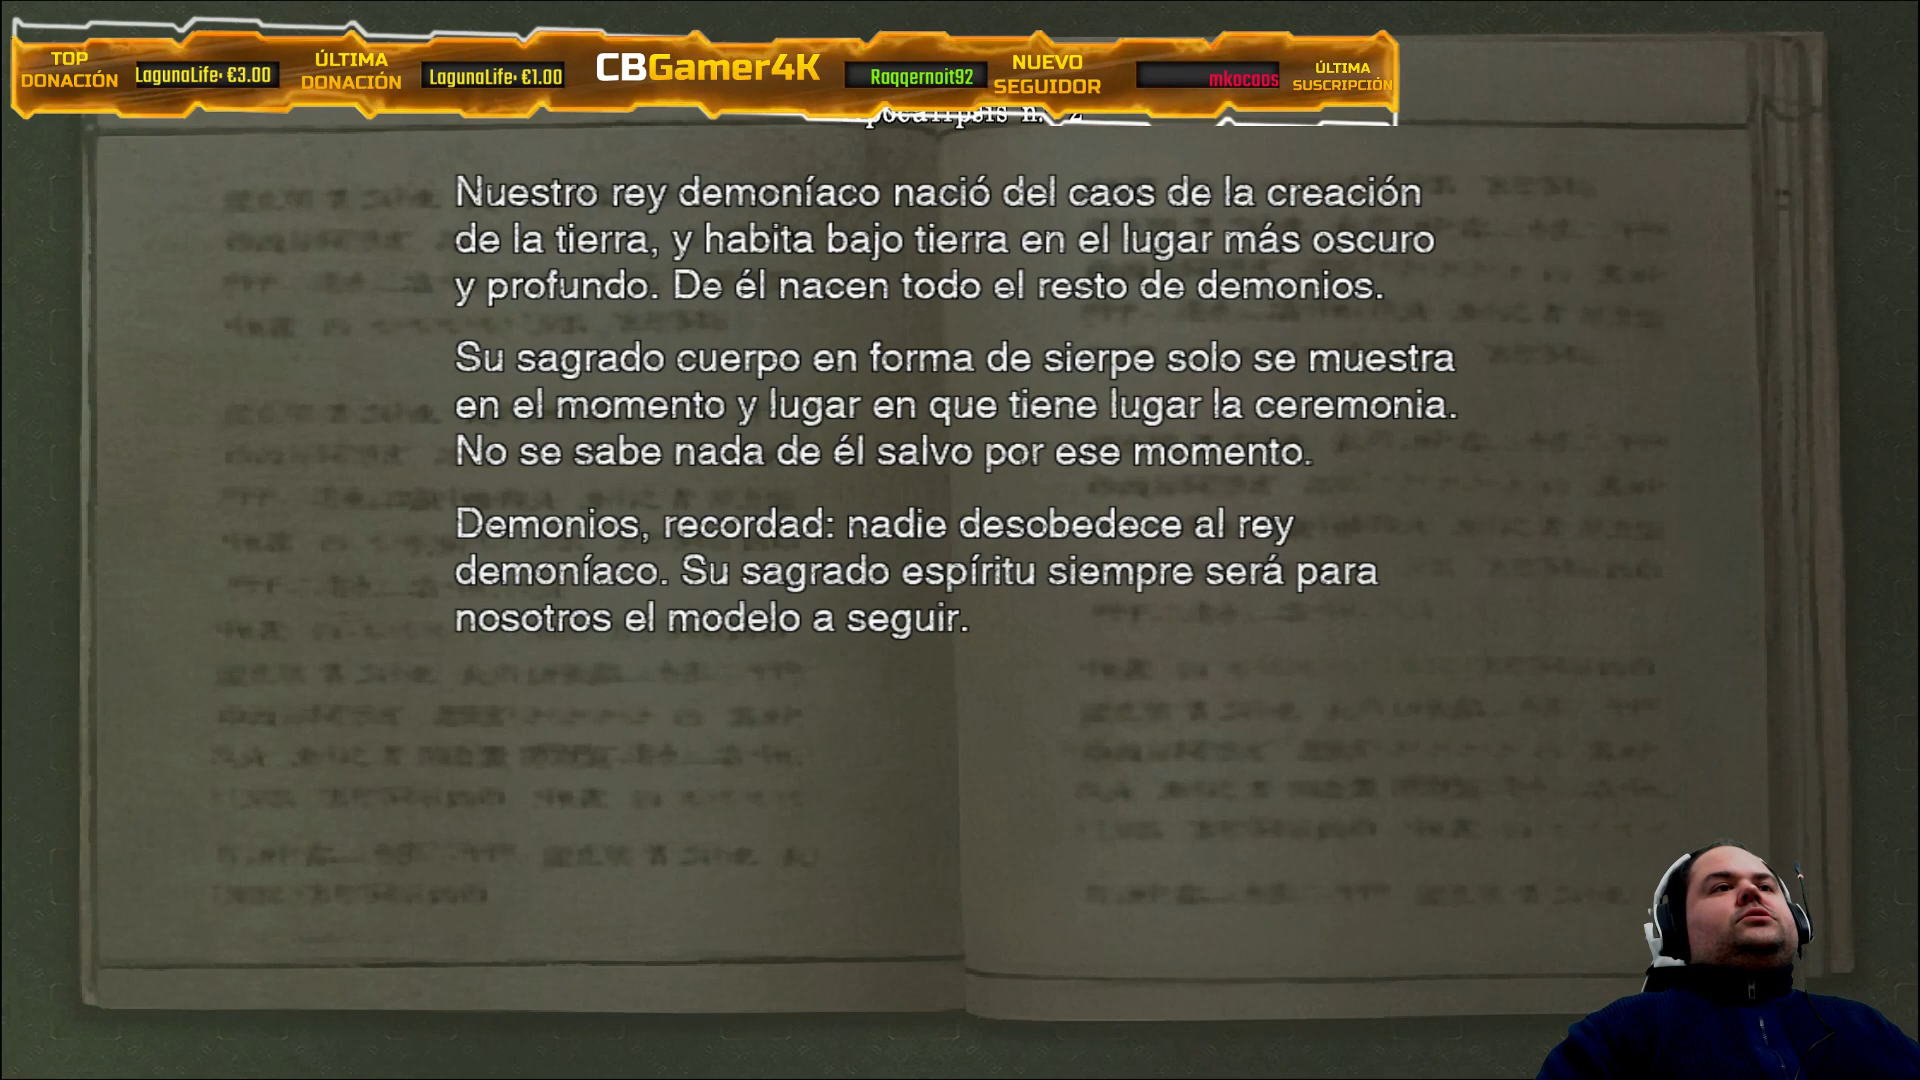 TOP
DONACIÓN
LagunaLife: €3.00
ÚLTIMA
DONACIÓN
LagunaLife: €1.00
CBGamer4K
Raqqernoit92
NUEVO
SEGUIDOR
mkacaos
ÚLTIMA
SUSCRIPCIÓN
Nuestro rey demoníaco nació del caos de la creación
de la tierra, y habita bajo tierra en el lugar más oscuro
y profundo. De él nacen todo el resto de demonios.
Su sagrado cuerpo en forma de sierpe solo se muestra
en el momento y lugar en que tiene lugar la ceremonia.
No se sabe nada de él salvo por ese momento.
Demonios, recordad: nadie desobedece al rey
demoníaco. Su sagrado espíritu siempre será para
nosotros el modelo a seguir.